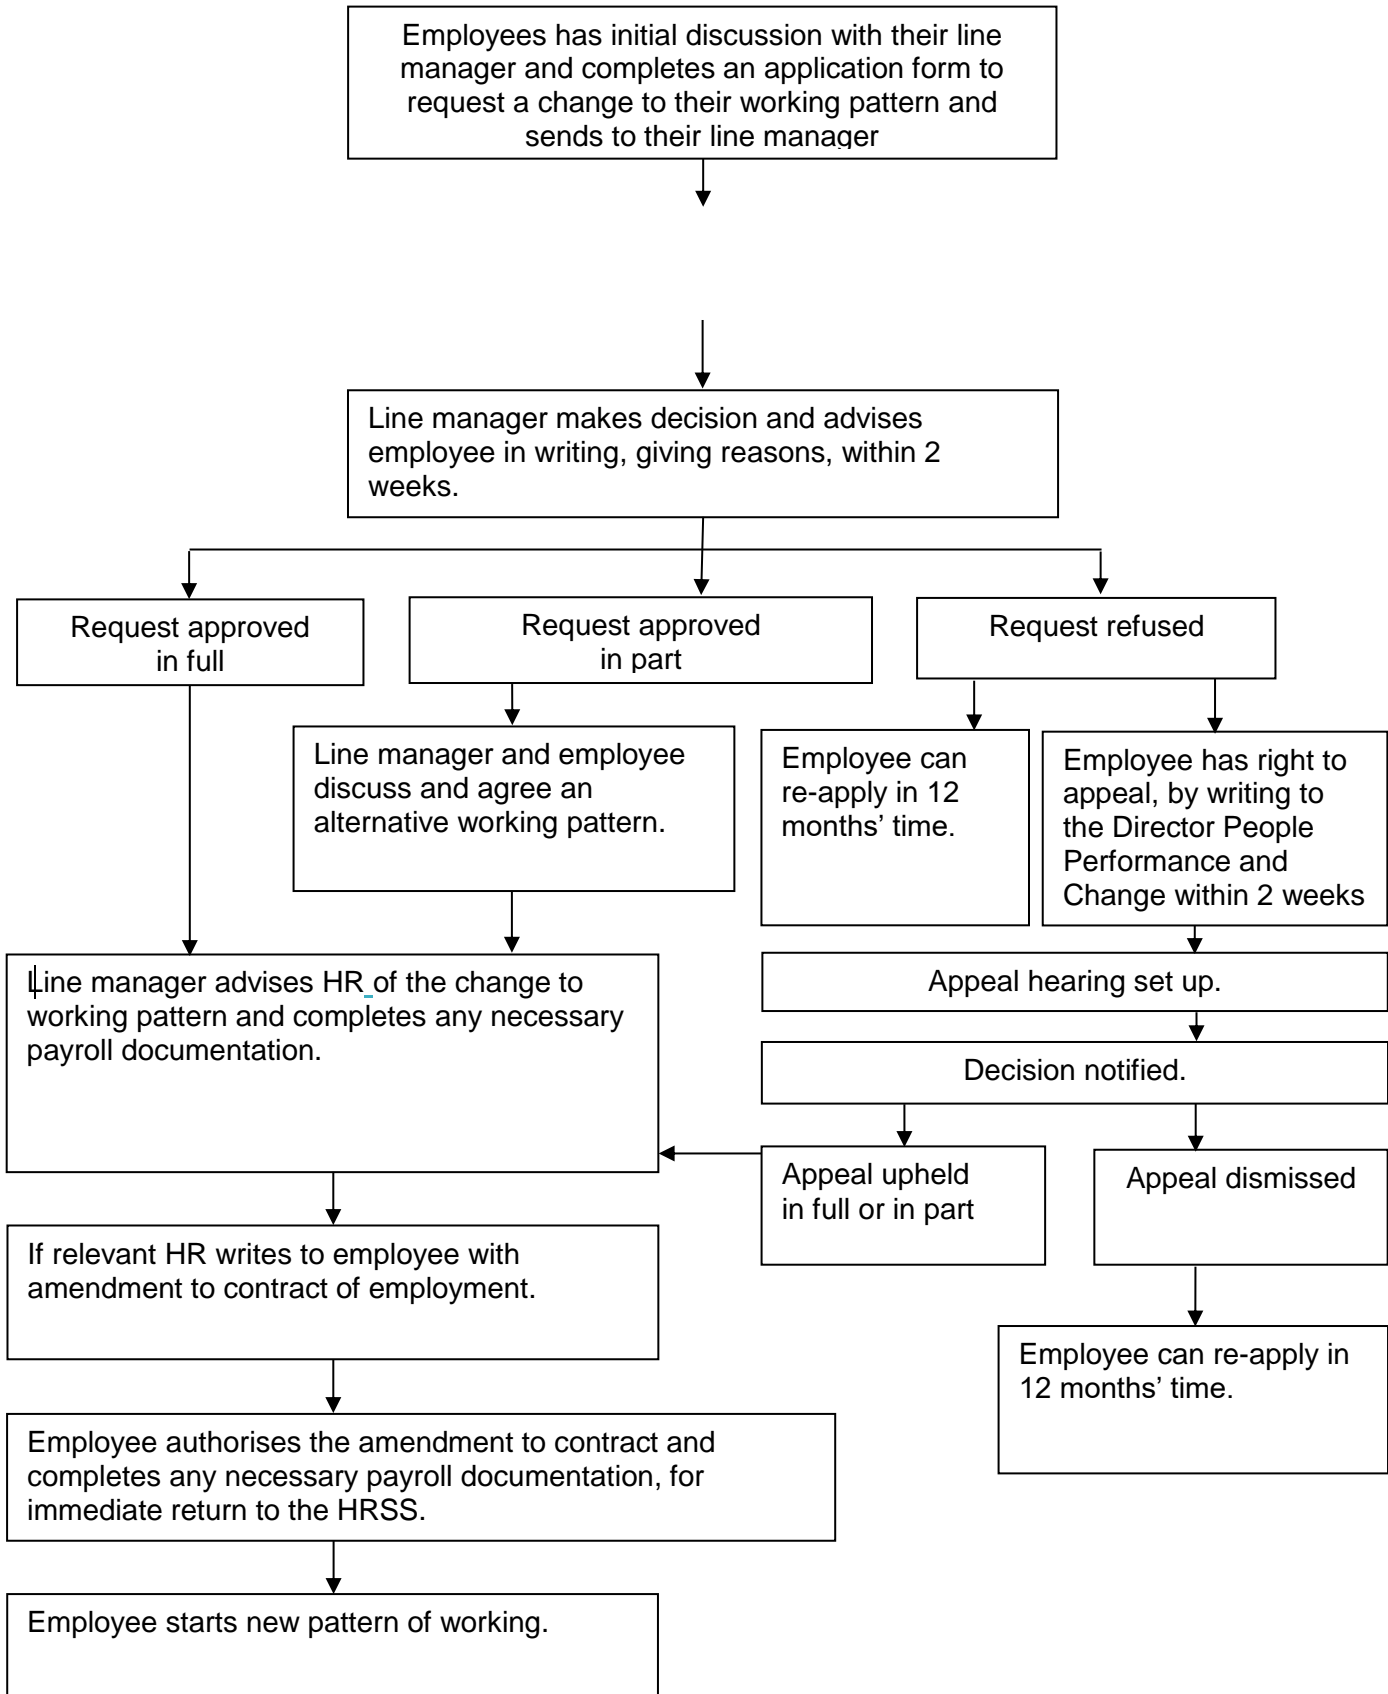 Employees has initial discussion with their line
manager and completes an application form to
request a change to their working pattern and
sends to their line manager
Line manager makes decision and advises
employee in writing, giving reasons, within 2
weeks.
Request approved
in full
Request approved
in part
Request refused
Line manager and employee
discuss and agree an
alternative working pattern.
Employee can
re-apply in 12
months’ time.
Employee has right to
appeal, by writing to
the Director People
Performance and
Change within 2 weeks
Line manager advises HR of the change to
working pattern and completes any necessary
payroll documentation.
Appeal hearing set up.
Decision notified.
Appeal upheld
in full or in part
Appeal dismissed
If relevant HR writes to employee with
amendment to contract of employment.
Employee can re-apply in
12 months’ time.
Employee authorises the amendment to contract and
completes any necessary payroll documentation, for
immediate return to the HRSS.
Employee starts new pattern of working.